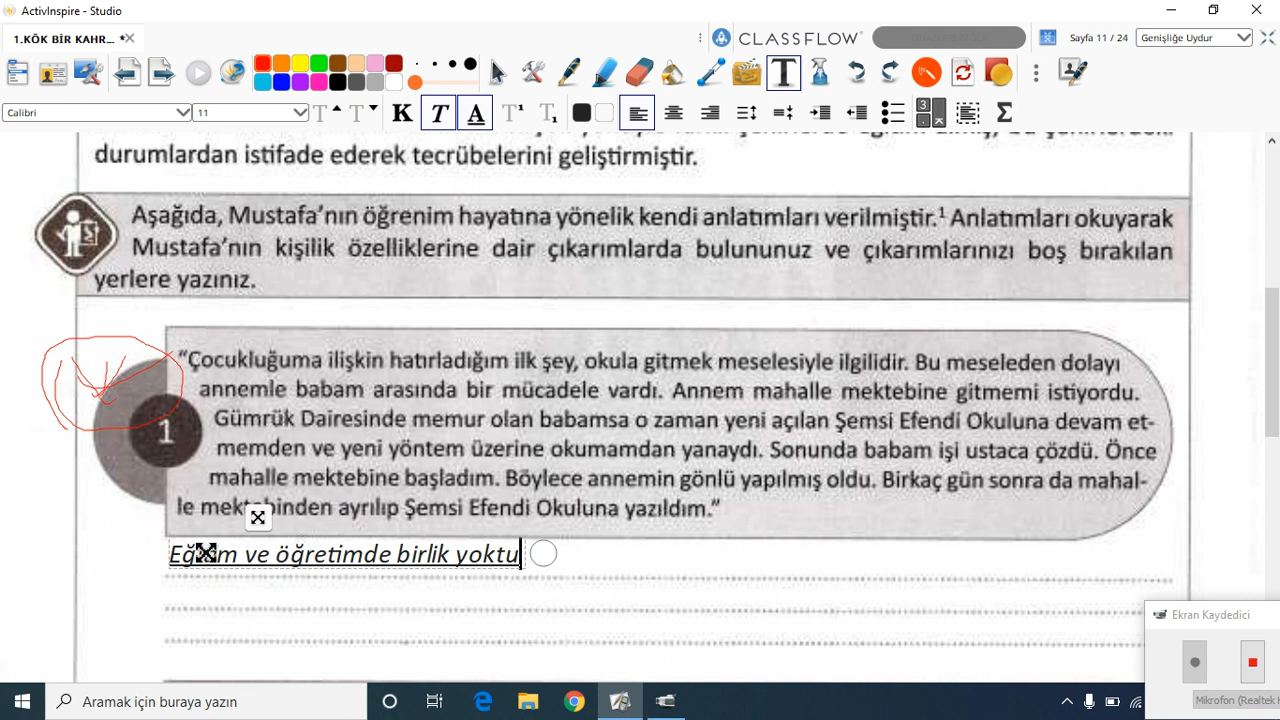 ActivInspire - Studio
1.KÖK BİR KAHR... *
CLASSFLOW
Sayfa 11 / 24
Genişliğe Uydur
Calibri
11
K T A T¹ T₁
durumlardan istifade ederek tecrübelerini geliştirmiştir.
Aşağıda, Mustafa’nın öğrenim hayatına yönelik kendi anlatımları verilmiştir.¹ Anlatımları okuyarak
Mustafa’nın kişilik özelliklerine dair çıkarımlarda bulununuz ve çıkarımlarınızı boş bırakılan
yerlere yazınız.
1
“Çocukluğuma ilişkin hatırladığım ilk şey, okula gitmek meselesiyle ilgilidir. Bu meseleden dolayı
annemle babam arasında bir mücadele vardı. Annem mahalle mektebine gitmemi istiyordu.
Gümrük Dairesinde memur olan babamsa o zaman yeni açılan Şemsi Efendi Okuluna devam et-
memden ve yeni yöntem üzerine okumamdan yanaydı. Sonunda babam işi ustaca çözdü. Önce
mahalle mektebine başladım. Böylece annemin gönlü yapılmış oldu. Birkaç gün sonra da mahal-
le mektebinden ayrılıp Şemsi Efendi Okuluna yazıldım.”
Eğitim ve öğretimde birlik yoktu
Ekran Kaydedici
Mikrofon (Realtek
Aramak için buraya yazın